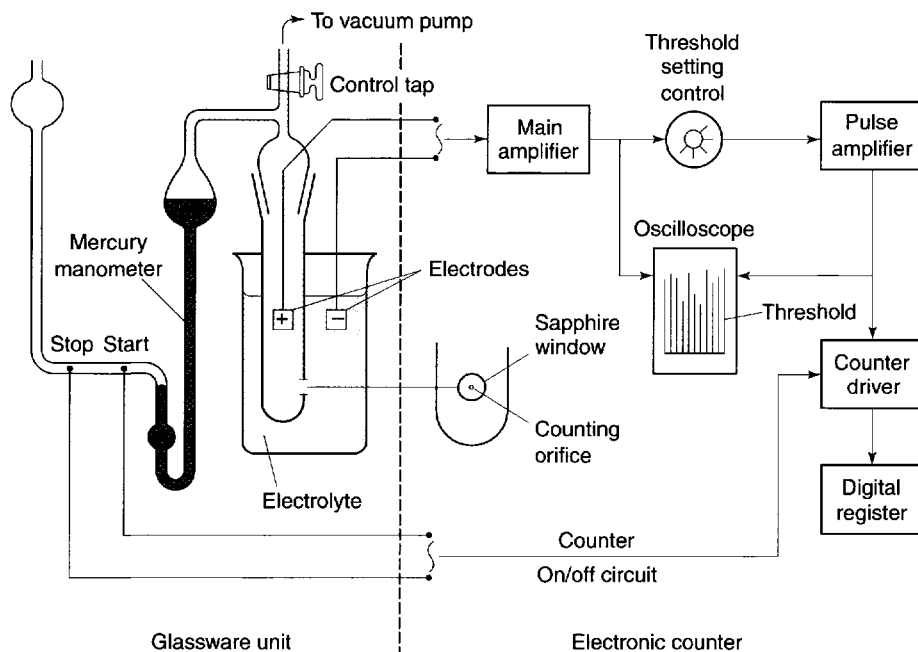 To vacuum pump
Control tap
Threshold
setting
control
Main
amplifier
Pulse
amplifier
Mercury
manometer
Oscilloscope
Electrodes
+
−
Threshold
Sapphire
window
Stop
Start
Counter
driver
Counting
orifice
Electrolyte
Digital
register
Counter
On/off circuit
Glassware unit
Electronic counter